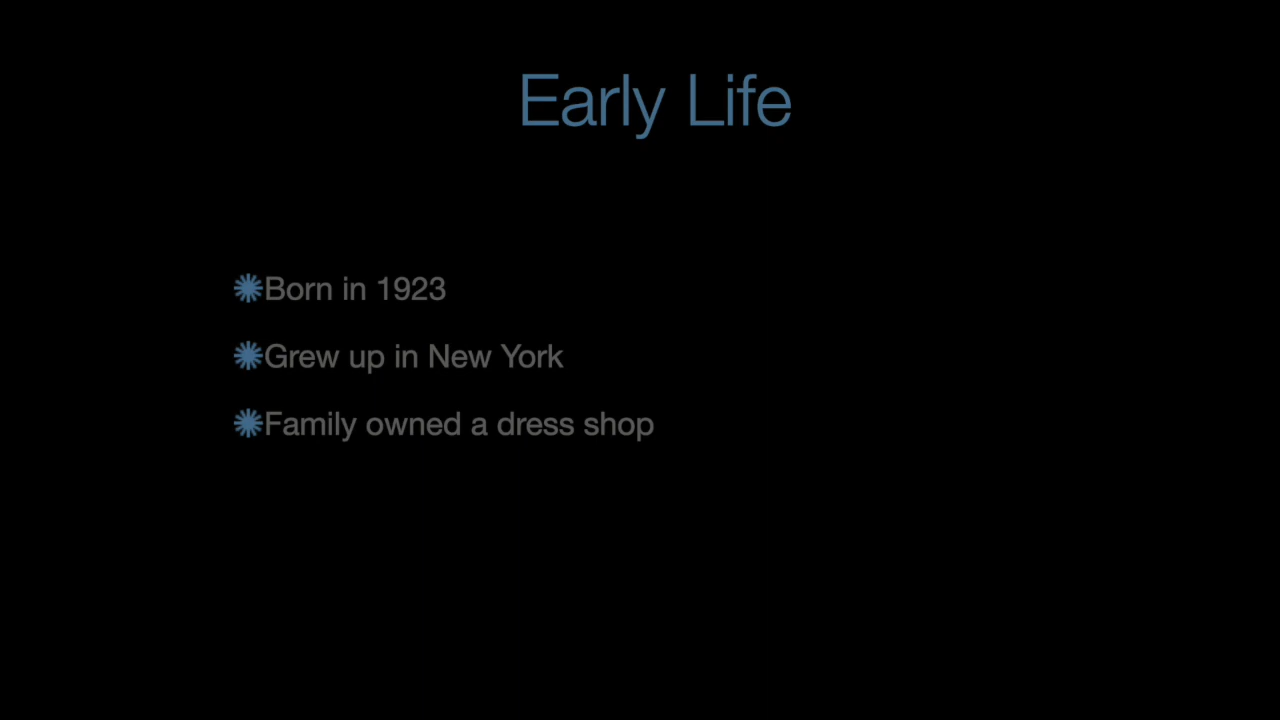 Early Life
Born in 1923
Grew up in New York
Family owned a dress shop